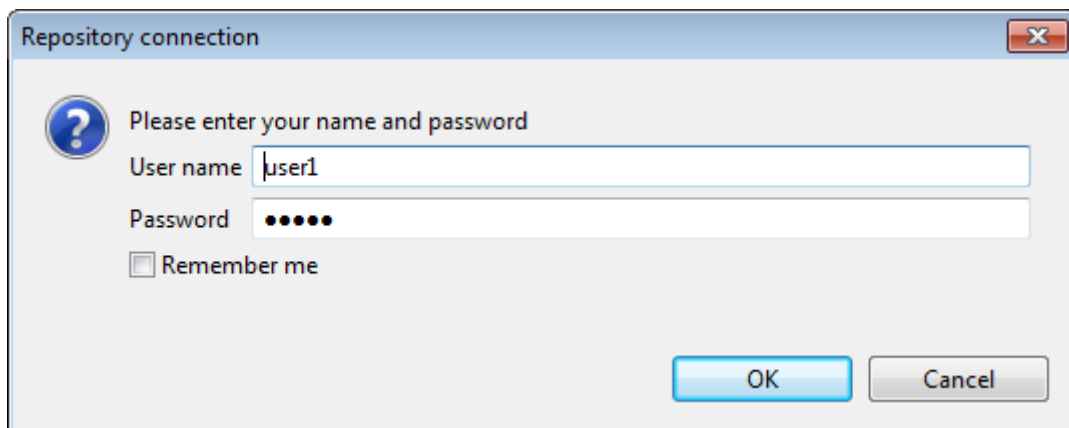 Repository connection
Please enter your name and password
User name user1
Password •••••
Remember me
OK Cancel